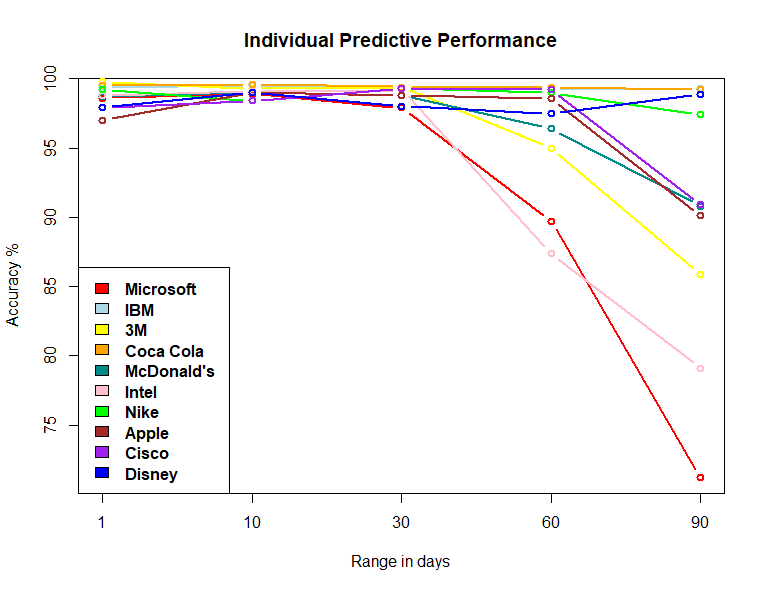 Individual Predictive Performance
Accuracy %
100
95
90
85
80
75
Microsoft
IBM
3M
Coca Cola
McDonald's
Intel
Nike
Apple
Cisco
Disney
1 10 30 60 90
Range in days